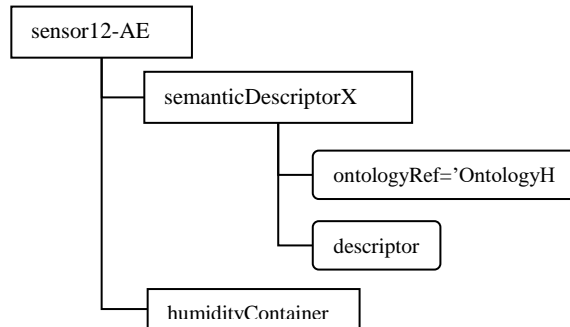 sensor12-AE
semanticDescriptorX
ontologyRef=’OntologyH
descriptor
humidityContainer